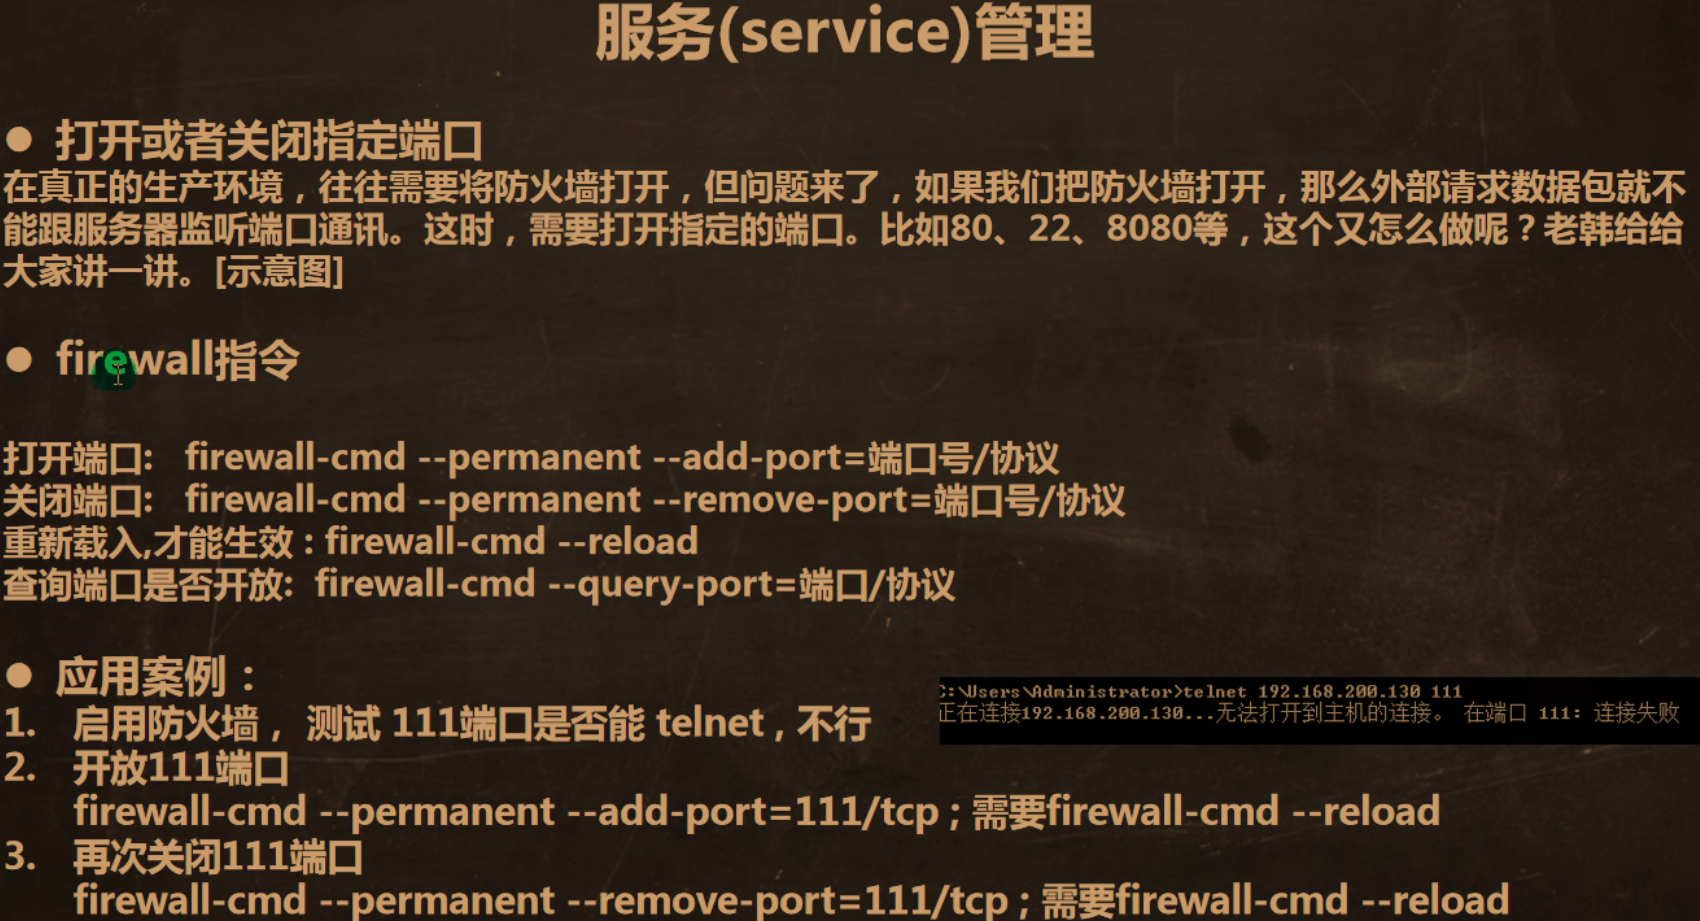 服务(service)管理
● 打开或者关闭指定端口
在真正的生产环境，往往需要将防火墙打开，但问题来了，如果我们把防火墙打开，那么外部请求数据包就不
能跟服务器监听端口通讯。这时，需要打开指定的端口。比如80、22、8080等，这个又怎么做呢？老韩给给
大家讲一讲。[示意图]
● firewall指令
打开端口: firewall-cmd --permanent --add-port=端口号/协议
关闭端口: firewall-cmd --permanent --remove-port=端口号/协议
重新载入,才能生效 : firewall-cmd --reload
查询端口是否开放: firewall-cmd --query-port=端口/协议
● 应用案例：
1. 启用防火墙， 测试 111端口是否能 telnet , 不行
C:\Users\Administrator>telnet 192.168.200.130 111
正在连接192.168.200.130...无法打开到主机的连接。 在端口 111: 连接失败
2. 开放111端口
firewall-cmd --permanent --add-port=111/tcp ; 需要firewall-cmd --reload
3. 再次关闭111端口
firewall-cmd --permanent --remove-port=111/tcp ; 需要firewall-cmd --reload